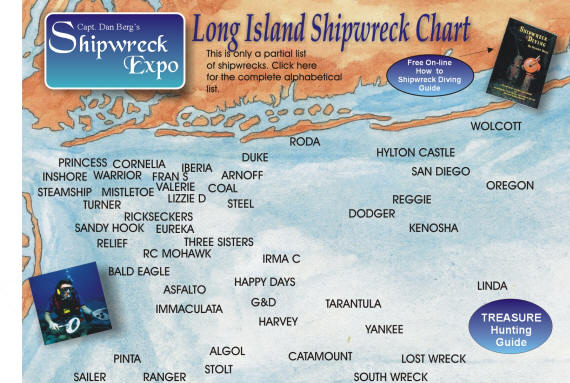 Capt. Dan Berg's
Shipwreck
Expo
Long Island Shipwreck Chart
This is only a partial list
of shipwrecks. Click here
for the complete alphabetical
list.
Free On-line
How to
Shipwreck Diving
Guide
SHIPWRECK
DIVING
WOLCOTT
RODA
HYLTON CASTLE
DUKE
PRINCESS CORNELIA
IBERIA
SAN DIEGO
INSHORE WARRIOR FRAN S ARNOFF
OREGON
STEAMSHIP MISTLETOE VALERIE COAL
LIZZIE D STEEL
REGGIE
TURNER
DODGER
RICKSECKERS
SANDY HOOK EUREKA
KENOSHA
RELIEF THREE SISTERS
RC MOHAWK
IRMA C
BALD EAGLE
HAPPY DAYS
LINDA
ASFALTO
G&D
TARANTULA
IMMACULATA
HARVEY
YANKEE
TREASURE
Hunting
Guide
ALGOL
PINTA
CATAMOUNT
LOST WRECK
STOLT
SAILER
RANGER
SOUTH WRECK